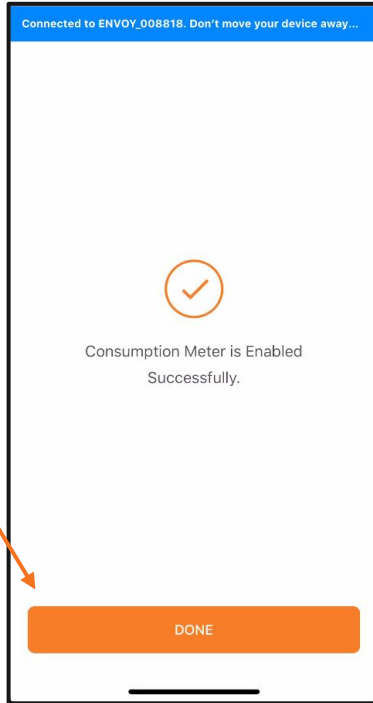 Connected to ENVOY_008818. Don't move your device away...
Consumption Meter is Enabled
Successfully.
DONE